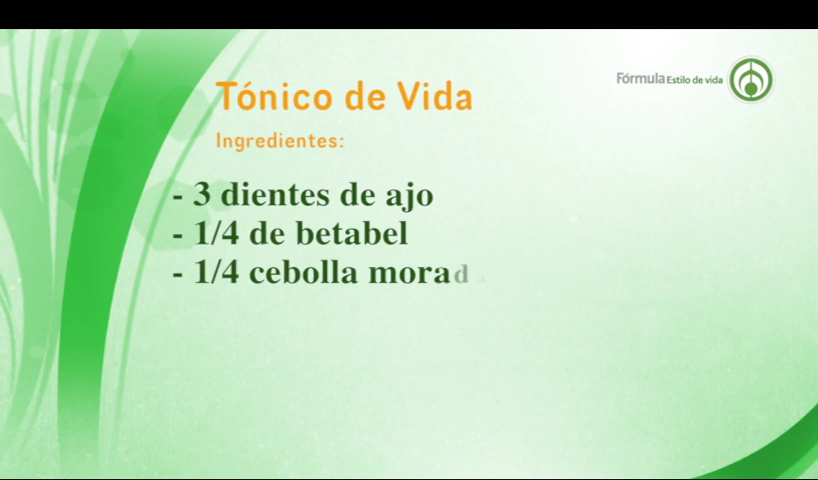 Fórmula Estilo de vida
Tónico de Vida
Ingredientes:
- 3 dientes de ajo
- 1/4 de betabel
- 1/4 cebolla morad